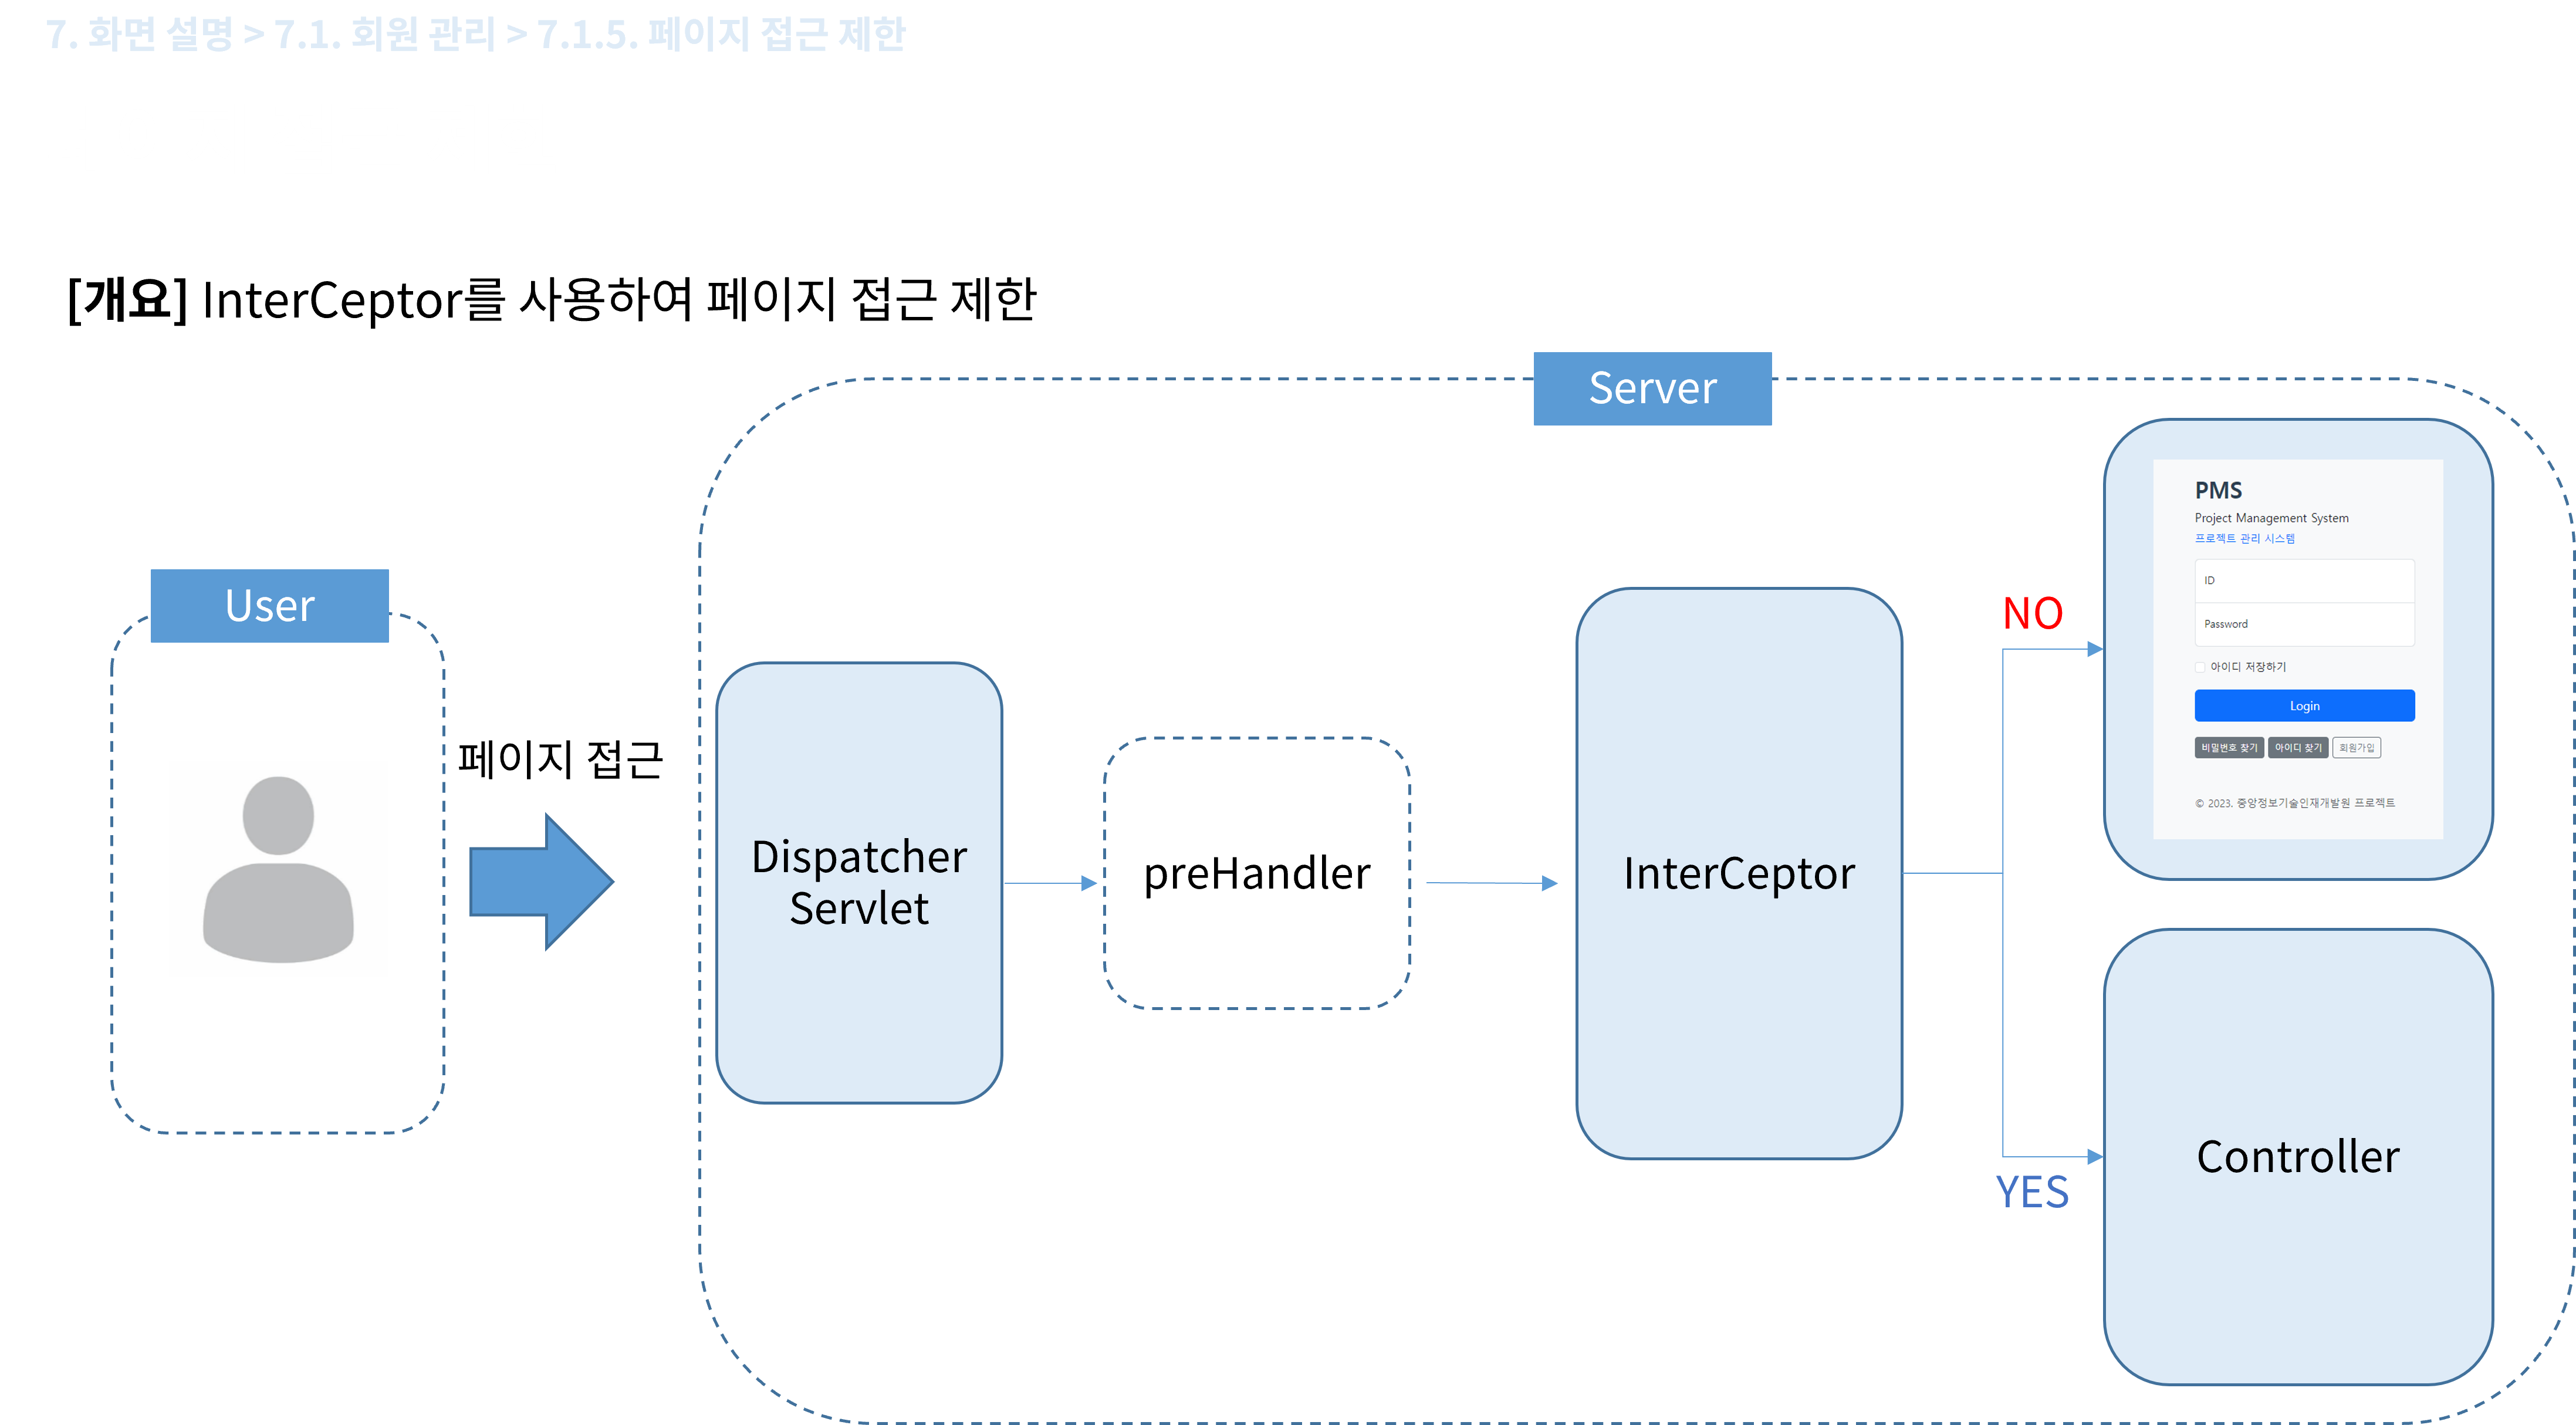 7. 화면 설명 > 7.1. 회원 관리 > 7.1.5. 페이지 접근 제한
[개요] InterCeptor를 사용하여 페이지 접근 제한
Server
User
페이지 접근
Dispatcher
Servlet
preHandler
InterCeptor
NO
PMS
Project Management System
프로젝트 관리 시스템
ID
Password
아이디 저장하기
Login
비밀번호 찾기 아이디 찾기 회원가입
© 2023. 중앙정보기술인재개발원 프로젝트
YES
Controller